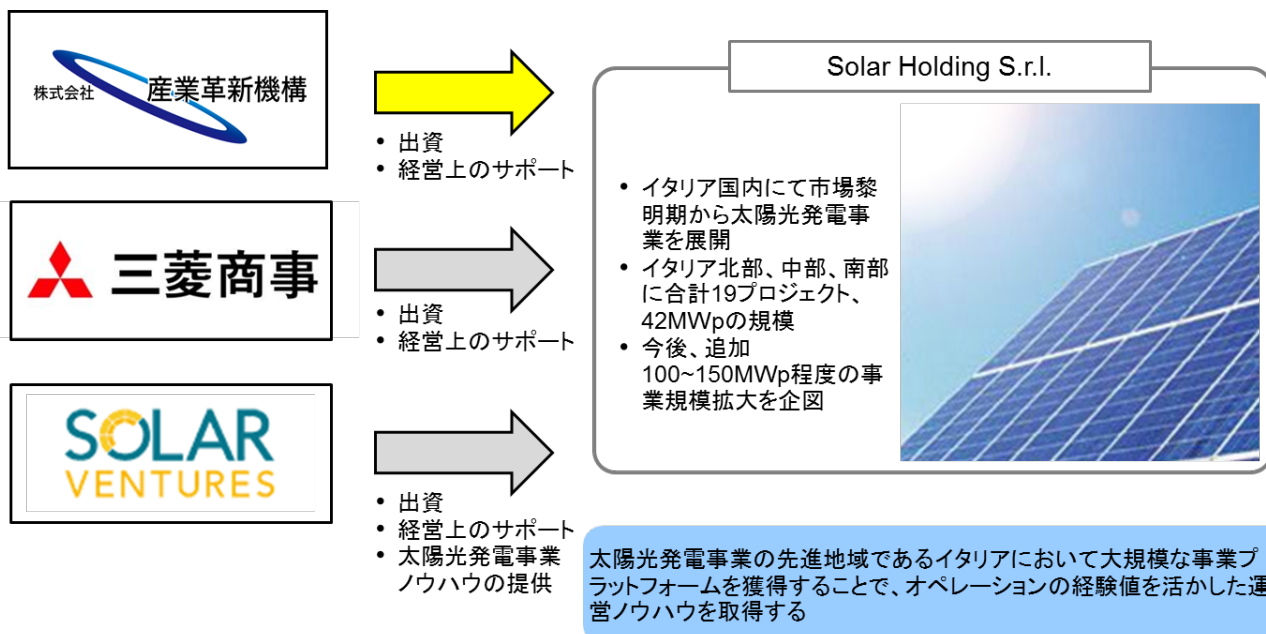 株式会社 産業革新機構
• 出資
• 経営上のサポート
三菱商事
• 出資
• 経営上のサポート
SOLAR
VENTURES
• 出資
• 経営上のサポート
• 太陽光発電事業
ノウハウの提供
Solar Holding S.r.l.
• イタリア国内にて市場黎
明期から太陽光発電事
業を展開
• イタリア北部、中部、南部
に合計19プロジェクト、
42MWpの規模
• 今後、追加
100~150MWp程度の事
業規模拡大を企図
太陽光発電事業の先進地域であるイタリアにおいて大規模な事業プ
ラットフォームを獲得することで、オペレーションの経験値を活かした運
営ノウハウを取得する